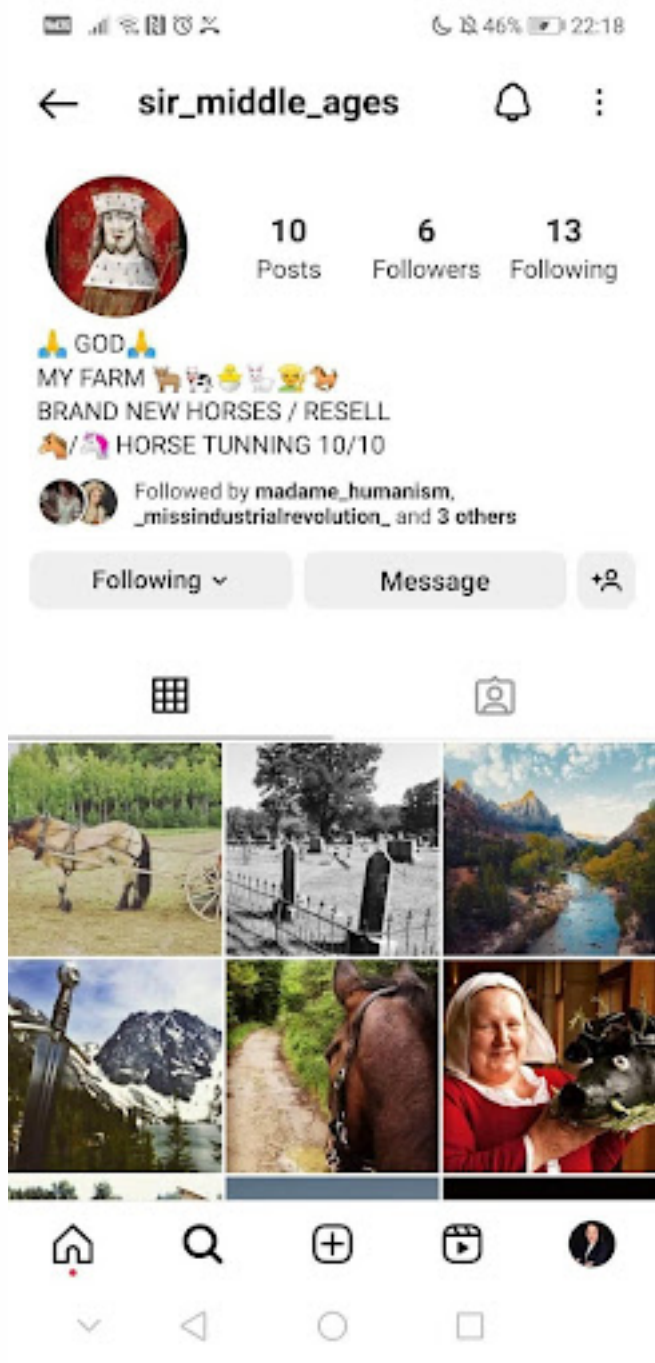 46% 22:18
sir_middle_ages
10 6 13
Posts Followers Following
🙏 GOD🙏
MY FARM 🐂🐄🐣🐐👨‍🌾🐎
BRAND NEW HORSES / RESELL
🐴/🦄 HORSE TUNNING 10/10
Followed by madame_humanism,
_missindustrialrevolution_ and 3 others
Following Message